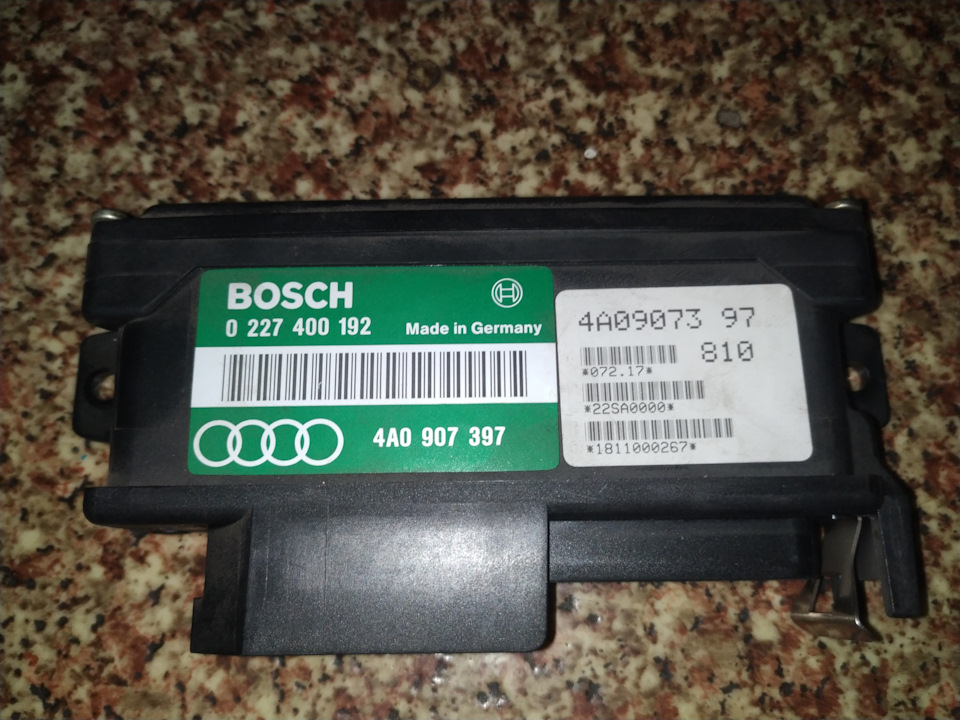 BOSCH
0 227 400 192
Made in Germany
4A0 907 397
4A09073 97
810
*072.17*
*22SA0000*
*1811000267*